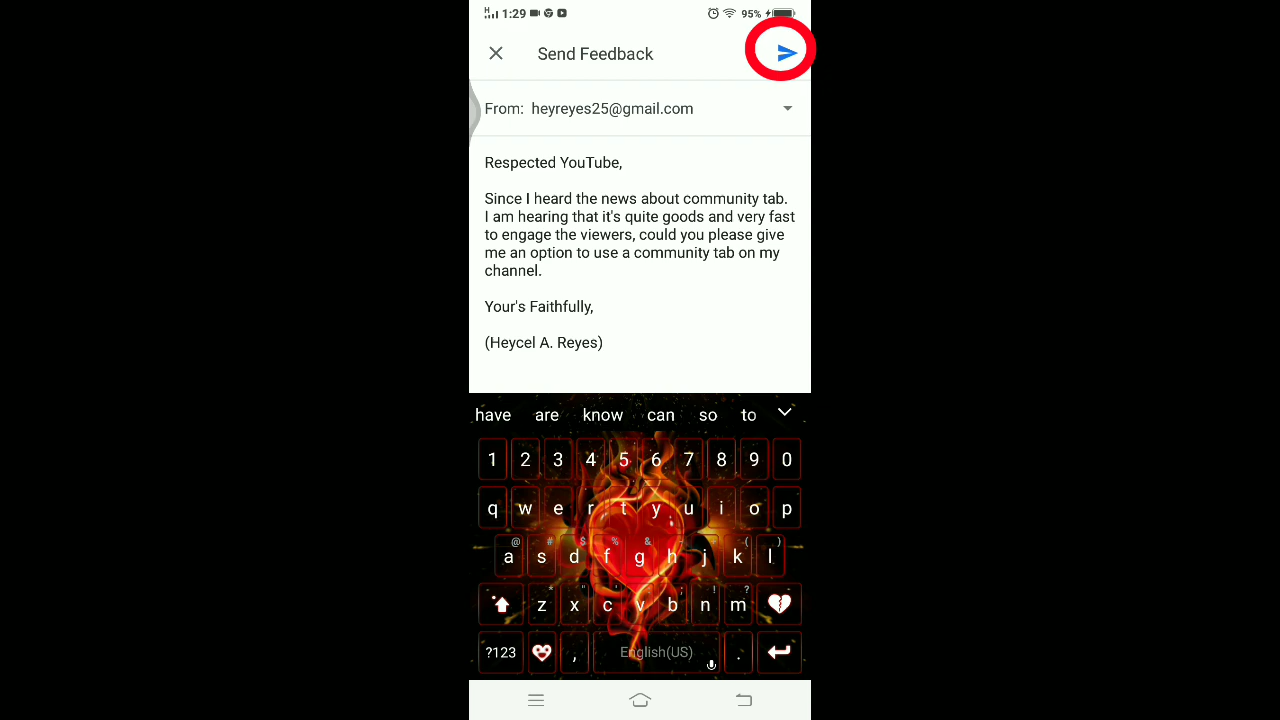 H 1:29 95%
Send Feedback
From: heyreyes25@gmail.com
Respected YouTube,
Since I heard the news about community tab.
I am hearing that it's quite goods and very fast
to engage the viewers, could you please give
me an option to use a community tab on my
channel.
Your's Faithfully,
(Heycel A. Reyes)
have are know can so to
1 2 3 4 5 6 7 8 9 0
q w e r t y u i o p
@ # $ % & - ( )
a s d f g h j k l
* " ' : ; ! ?
z x c v b n m
?123 , English(US) .